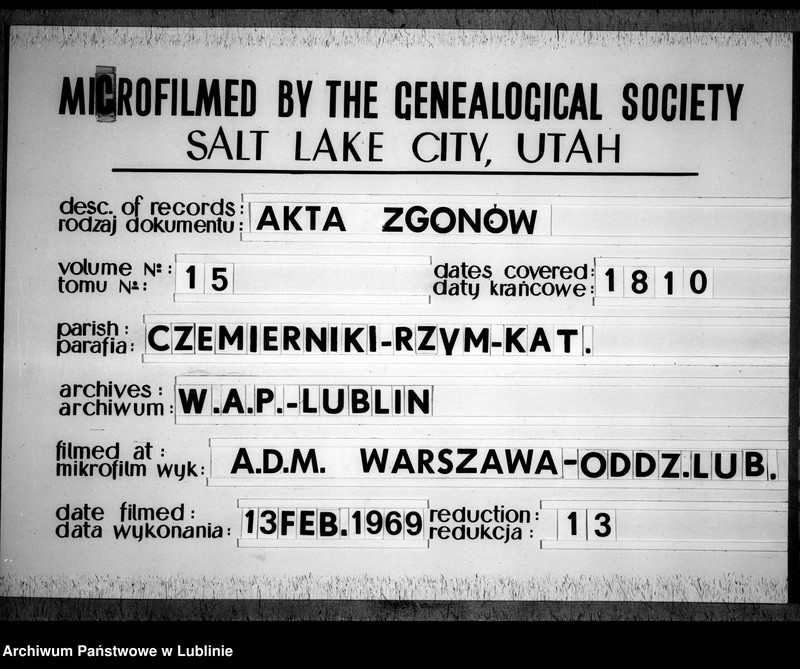 MICROFILMED BY THE GENEALOGICAL SOCIETY
SALT LAKE CITY, UTAH
desc. of records:
rodzaj dokumentu: AKTA ZGONÓW
volume №:
tomu №: 15
dates covered:
daty krańcowe: 1810
parish:
parafia: CZEMIERNIKI-RZYM-KAT.
archives:
archiwum: W.A.P.-LUBLIN
filmed at:
mikrofilm wyk: A.D.M. WARSZAWA-ODDZ.LUB.
date filmed:
data wykonania: 13FEB.1969
reduction:
redukcja: 13
Archiwum Państwowe w Lublinie